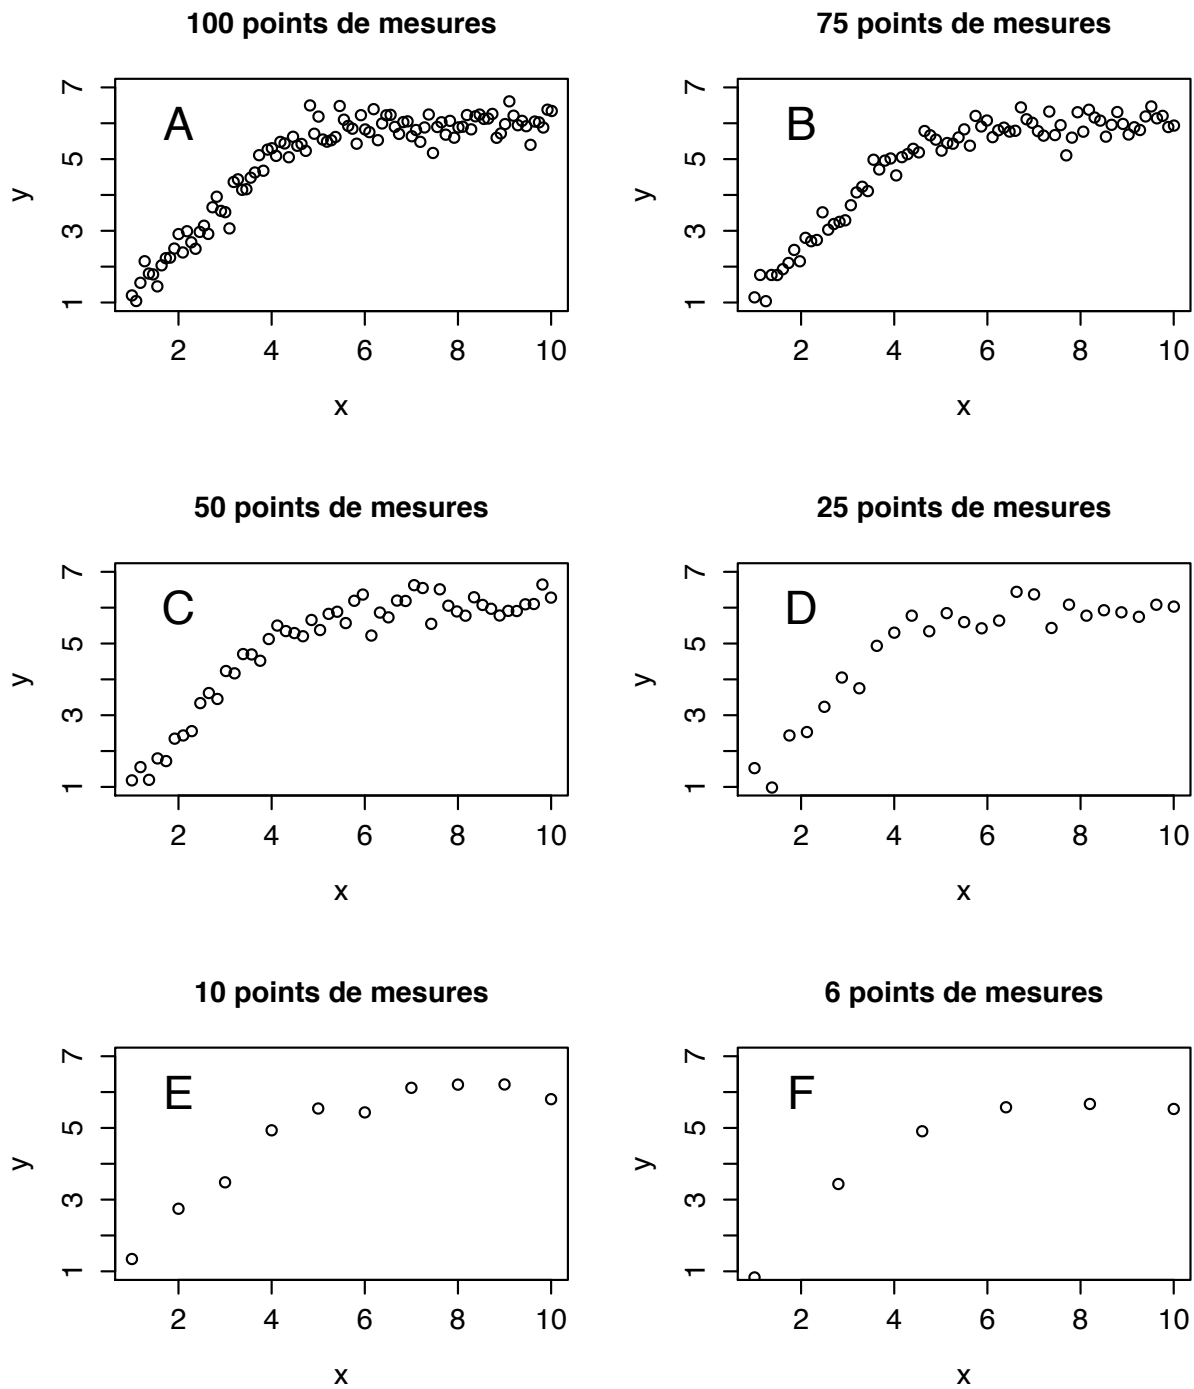 100 points de mesures
A
y
1 3 5 7
2 4 6 8 10
x
75 points de mesures
B
y
1 3 5 7
2 4 6 8 10
x
50 points de mesures
C
y
1 3 5 7
2 4 6 8 10
x
25 points de mesures
D
y
1 3 5 7
2 4 6 8 10
x
10 points de mesures
E
y
1 3 5 7
2 4 6 8 10
x
6 points de mesures
F
y
1 3 5 7
2 4 6 8 10
x